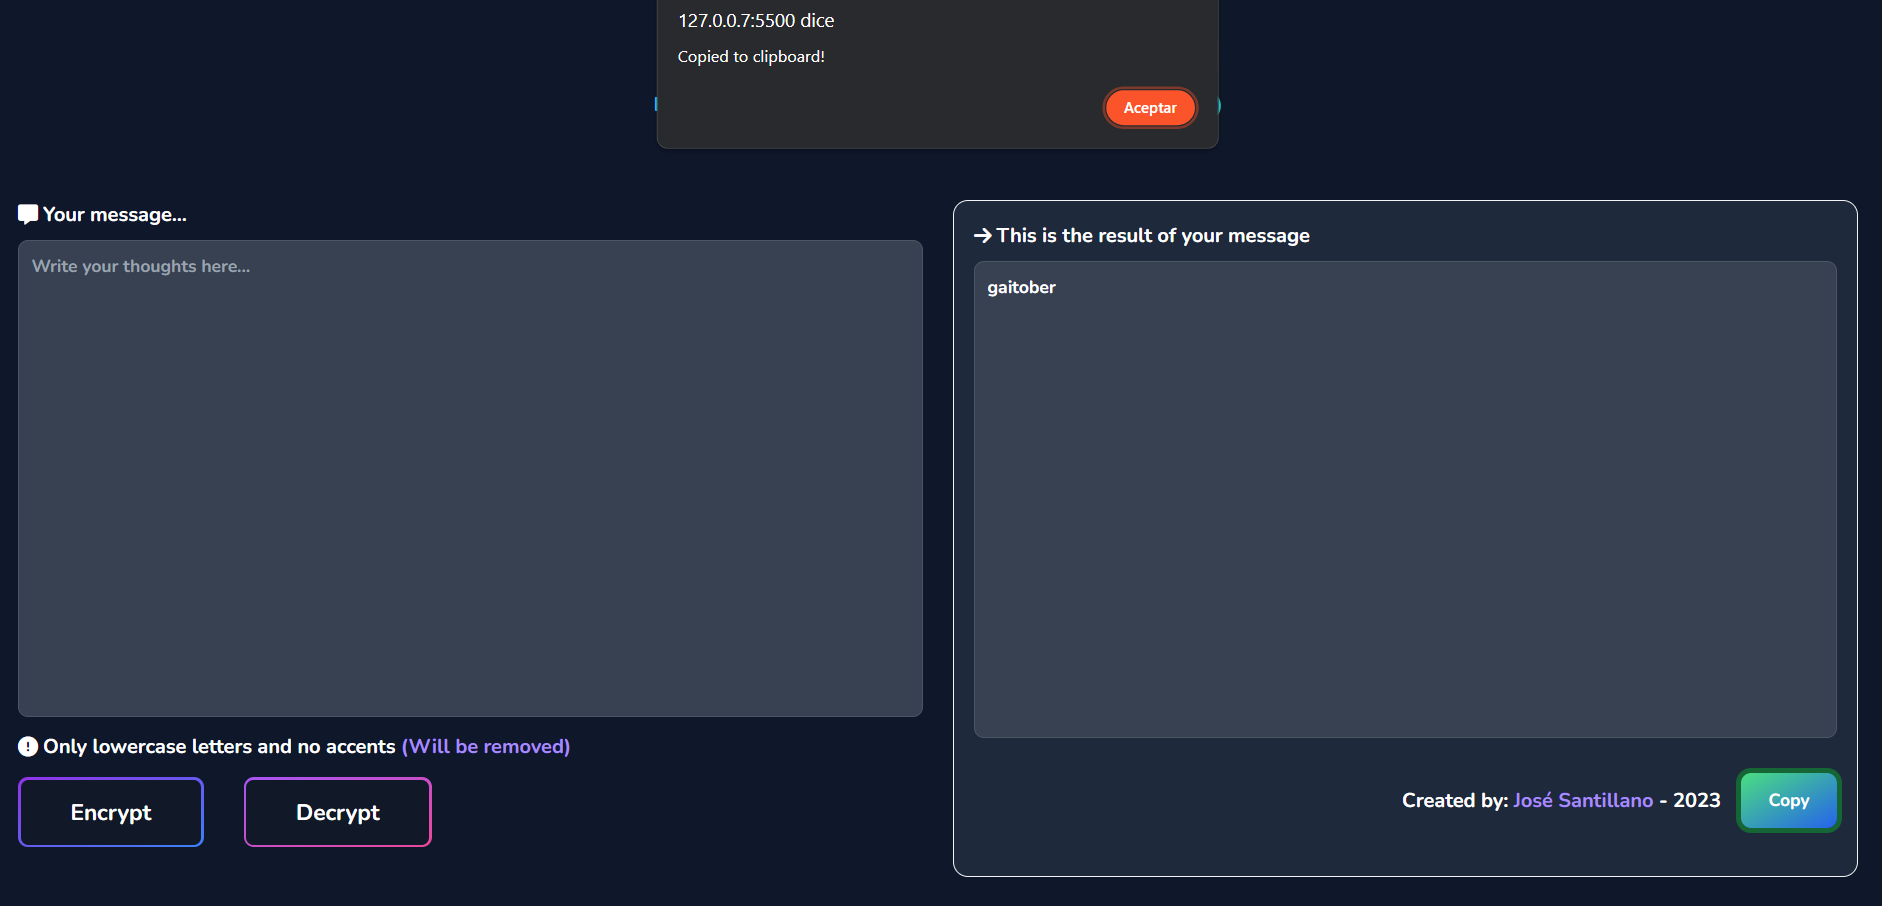 127.0.0.7:5500 dice
Copied to clipboard!
Aceptar
Your message...
Write your thoughts here...
Only lowercase letters and no accents (Will be removed)
Encrypt
Decrypt
This is the result of your message
gaitober
Created by: José Santillano - 2023
Copy